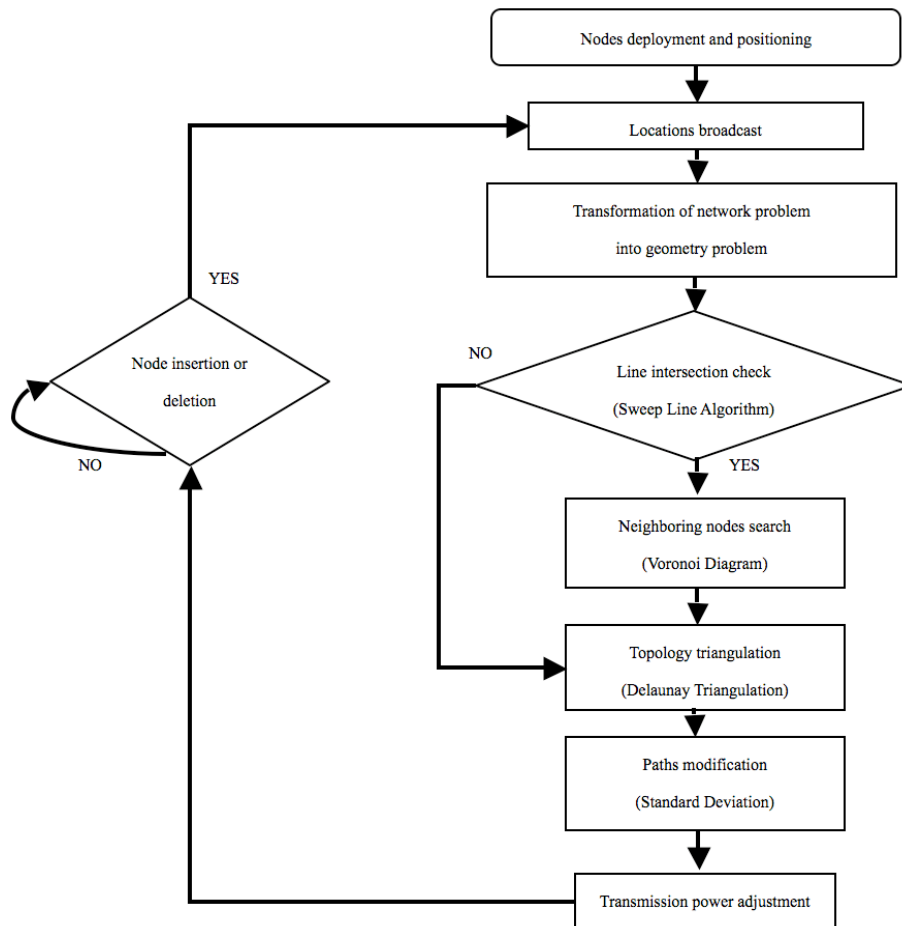 Nodes deployment and positioning
Locations broadcast
Transformation of network problem
into geometry problem
YES
Node insertion or
deletion
NO
NO
Line intersection check
(Sweep Line Algorithm)
YES
Neighboring nodes search
(Voronoi Diagram)
Topology triangulation
(Delaunay Triangulation)
Paths modification
(Standard Deviation)
Transmission power adjustment